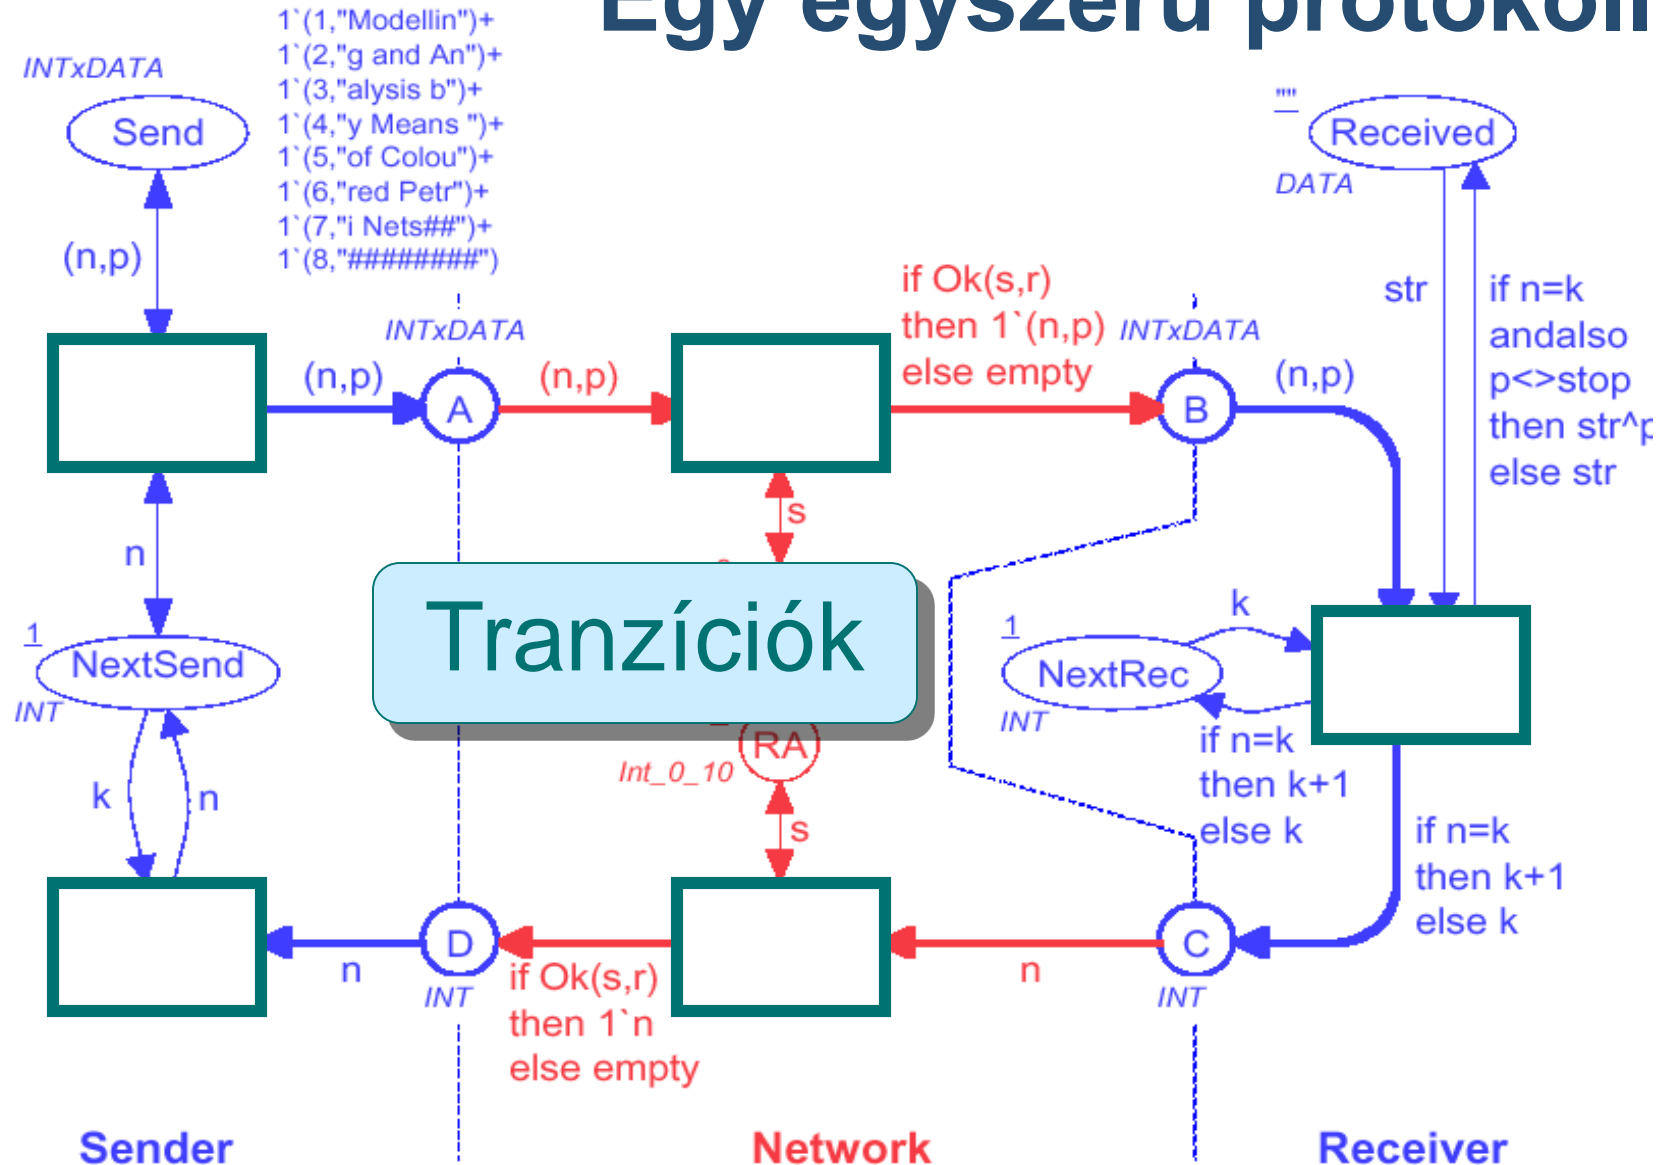 Egy egyszerű protokoll
INTxDATA
Send
1`(1,"Modellin")+
1`(2,"g and An")+
1`(3,"alysis b")+
1`(4,"y Means ")+
1`(5,"of Colou")+
1`(6,"red Petr")+
1`(7,"i Nets##")+
1`(8,"########")
""
Received
DATA
(n,p)
INTxDATA
(n,p)
A
(n,p)
if Ok(s,r)
then 1`(n,p)
else empty
INTxDATA
B
(n,p)
str
if n=k
andalso
p<>stop
then str^p
else str
n
s
Tranzíciók
1
NextSend
INT
k
1
NextRec
INT
if n=k
then k+1
else k
RA
Int_0_10
s
k
n
if n=k
then k+1
else k
n
D
INT
if Ok(s,r)
then 1`n
else empty
n
C
INT
Sender
Network
Receiver